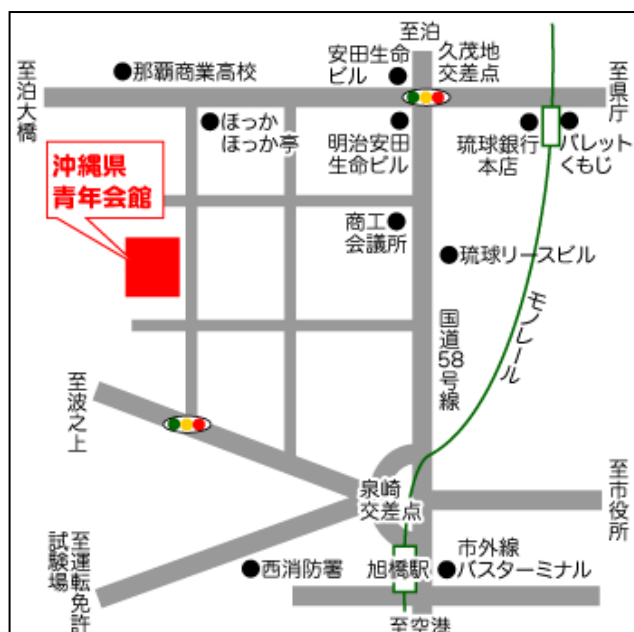 至泊
安田生命
ビル
久茂地
交差点
至泊大橋
那覇商業高校
至県庁
ほっか
ほっか亭
明治安田
生命ビル
琉球銀行
本店
パレット
くもじ
沖縄県
青年会館
商工
会議所
琉球リースビル
モノレール
国道58号線
至波之上
泉崎
交差点
至市役所
至運転免許
試験場
西消防署
旭橋駅
市外線
バスターミナル
至空港